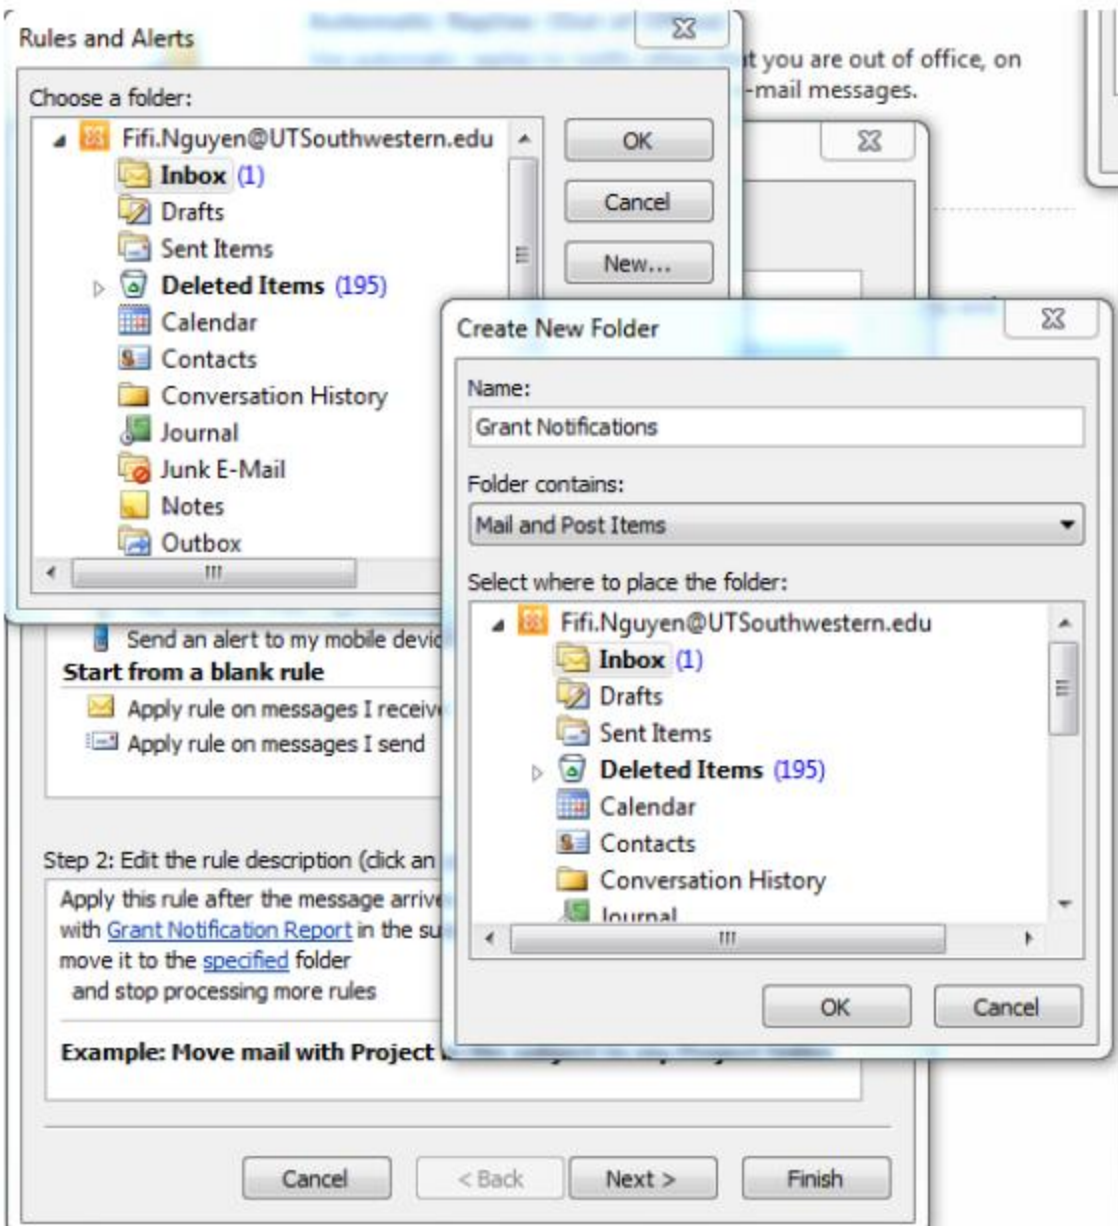 Rules and Alerts
t you are out of office, on
-mail messages.
Choose a folder:
Fifi.Nguyen@UTSouthwestern.edu
Inbox (1)
Drafts
Sent Items
Deleted Items (195)
Calendar
Contacts
Conversation History
Journal
Junk E-Mail
Notes
Outbox
OK
Cancel
New...
Create New Folder
Name:
Grant Notifications
Folder contains:
Mail and Post Items
Select where to place the folder:
Fifi.Nguyen@UTSouthwestern.edu
Inbox (1)
Drafts
Sent Items
Deleted Items (195)
Calendar
Contacts
Conversation History
Journal
OK
Cancel
Send an alert to my mobile devic
Start from a blank rule
Apply rule on messages I receiv
Apply rule on messages I send
Step 2: Edit the rule description (click an
Apply this rule after the message arrive
with Grant Notification Report in the su
move it to the specified folder
and stop processing more rules
Example: Move mail with Project
Cancel
< Back
Next >
Finish